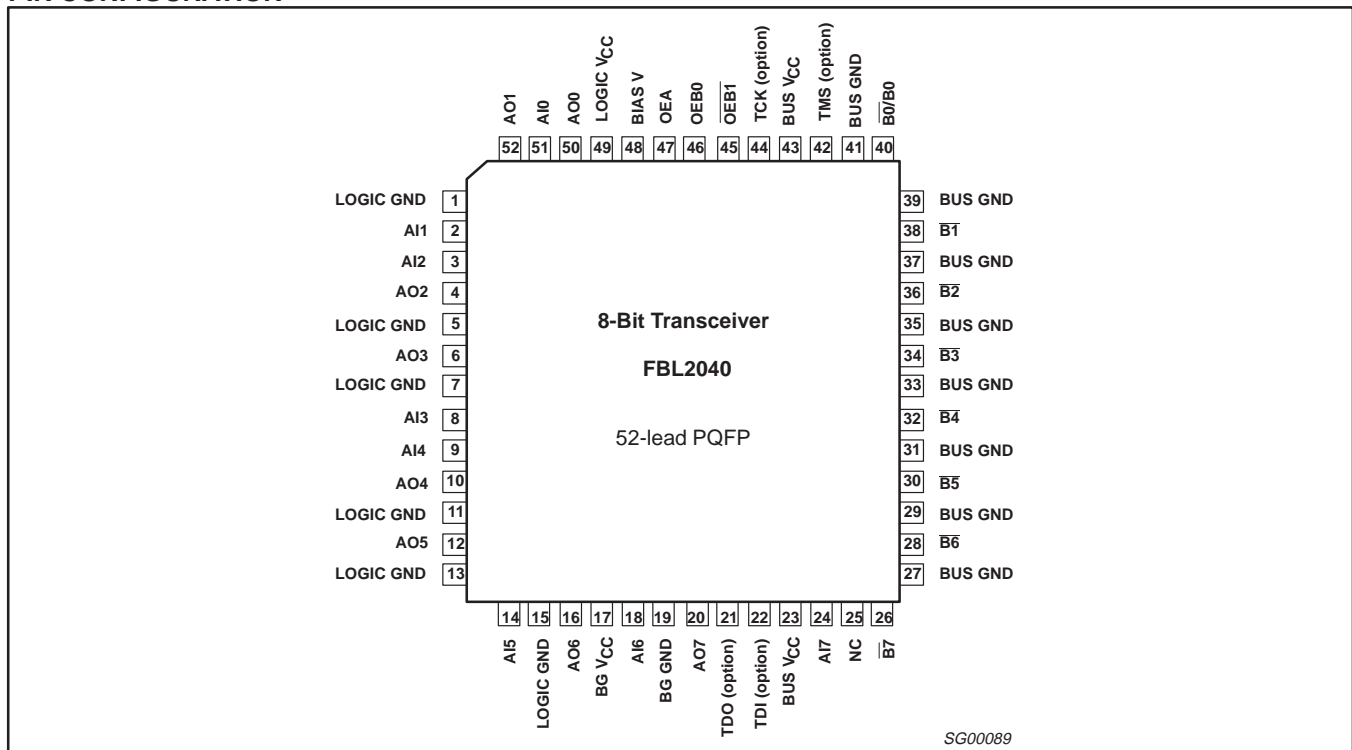 AO1
AI0
AO0
LOGIC VCC
BIAS V
OEA
OEB0
OEB1
TCK (option)
BUS VCC
TMS (option)
BUS GND
B0/B0
52 51 50 49 48 47 46 45 44 43 42 41 40
LOGIC GND 1
AI1 2
AI2 3
AO2 4
LOGIC GND 5
AO3 6
LOGIC GND 7
AI3 8
AI4 9
AO4 10
LOGIC GND 11
AO5 12
LOGIC GND 13
8-Bit Transceiver
FBL2040
52-lead PQFP
39 BUS GND
38 B1
37 BUS GND
36 B2
35 BUS GND
34 B3
33 BUS GND
32 B4
31 BUS GND
30 B5
29 BUS GND
28 B6
27 BUS GND
14 15 16 17 18 19 20 21 22 23 24 25 26
AI5
LOGIC GND
AO6
BG VCC
AI6
BG GND
AO7
TDO (option)
TDI (option)
BUS VCC
AI7
NC
B7
SG00089